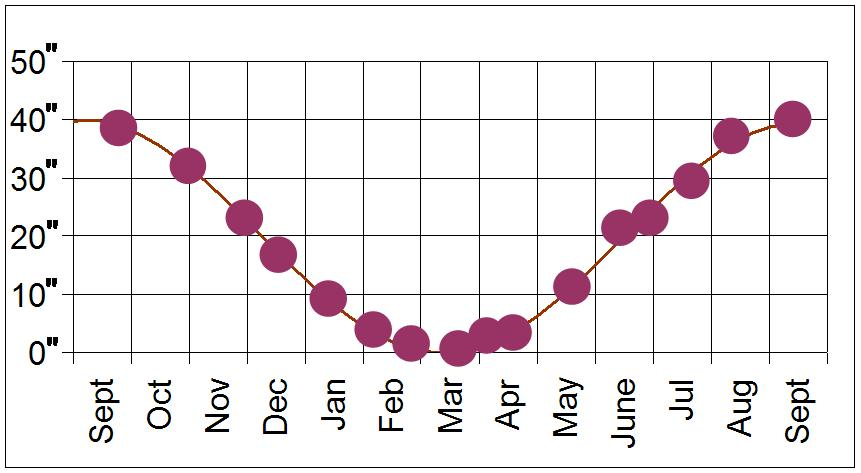 50"
40"
30"
20"
10"
0"
Sept
Oct
Nov
Dec
Jan
Feb
Mar
Apr
May
June
Jul
Aug
Sept